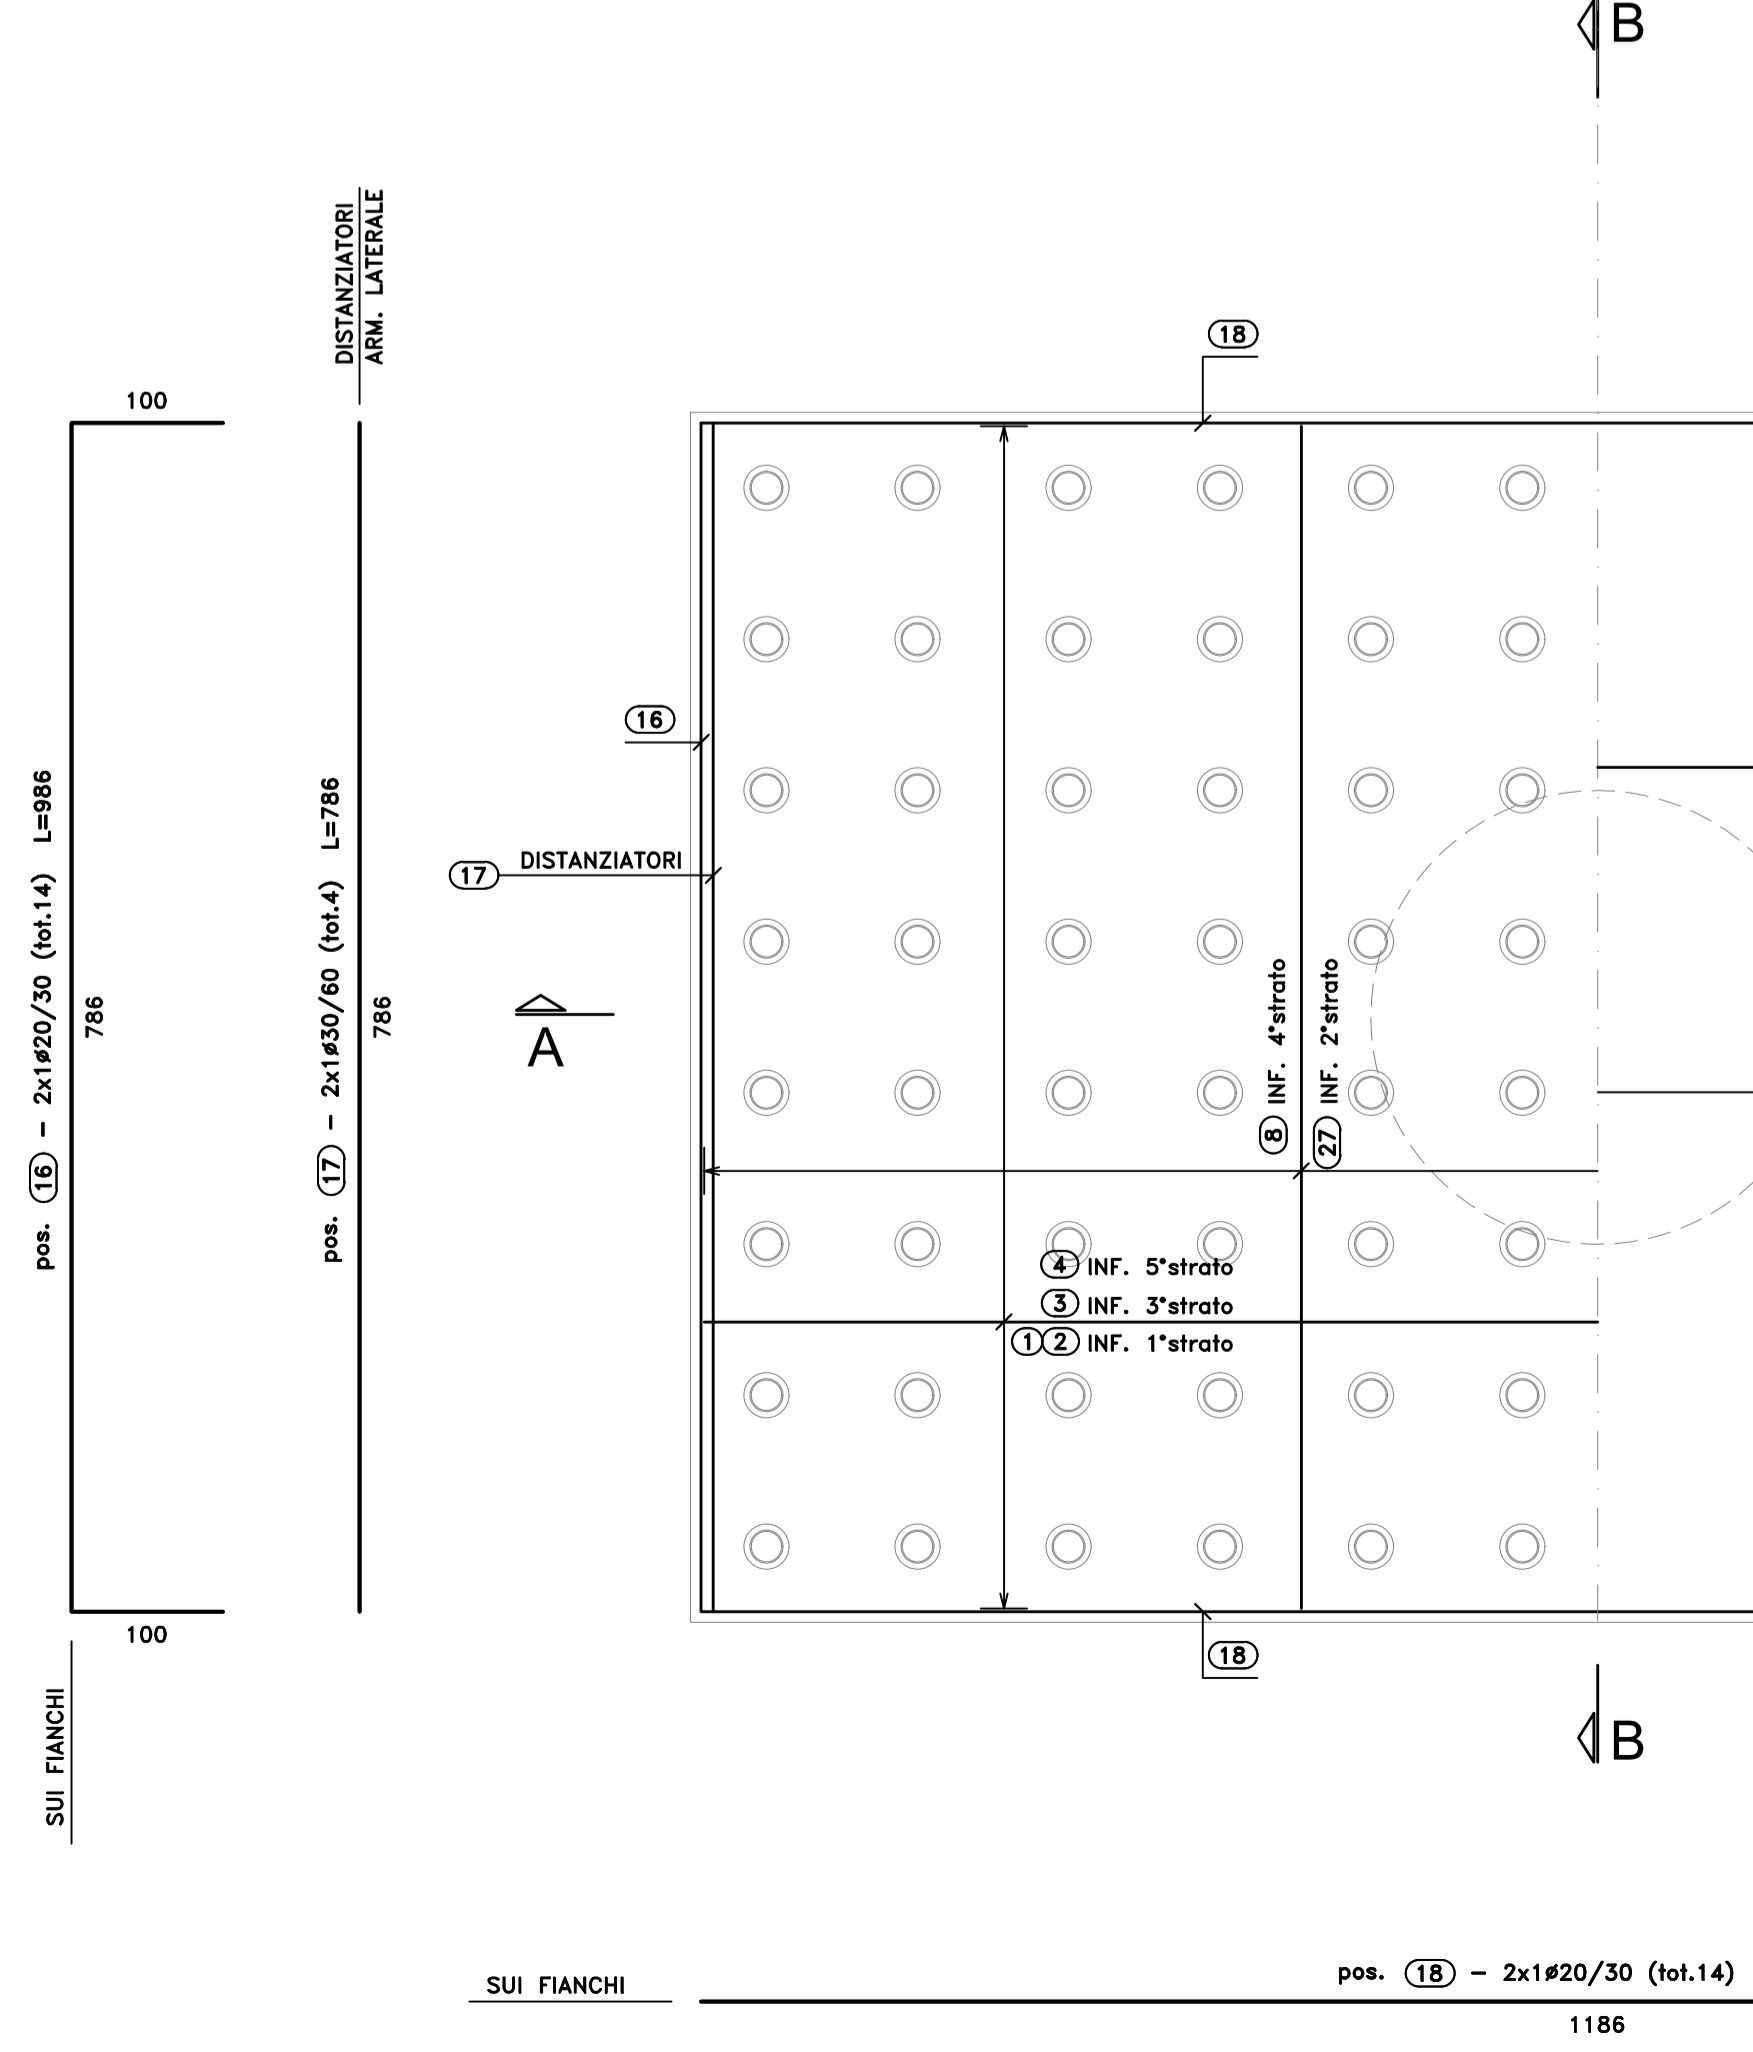 B
DISTANZIATORI
ARM. LATERALE
18
100
16
DISTANZIATORI
17
pos. 16 - 2x1ø20/30 (tot.14) L=986
786
pos. 17 - 2x1ø30/60 (tot.4) L=786
786
A
8 INF. 4°strato
27 INF. 2°strato
4 INF. 5°strato
3 INF. 3°strato
1 2 INF. 1°strato
100
18
SUI FIANCHI
B
pos. 18 - 2x1ø20/30 (tot.14)
SUI FIANCHI
1186